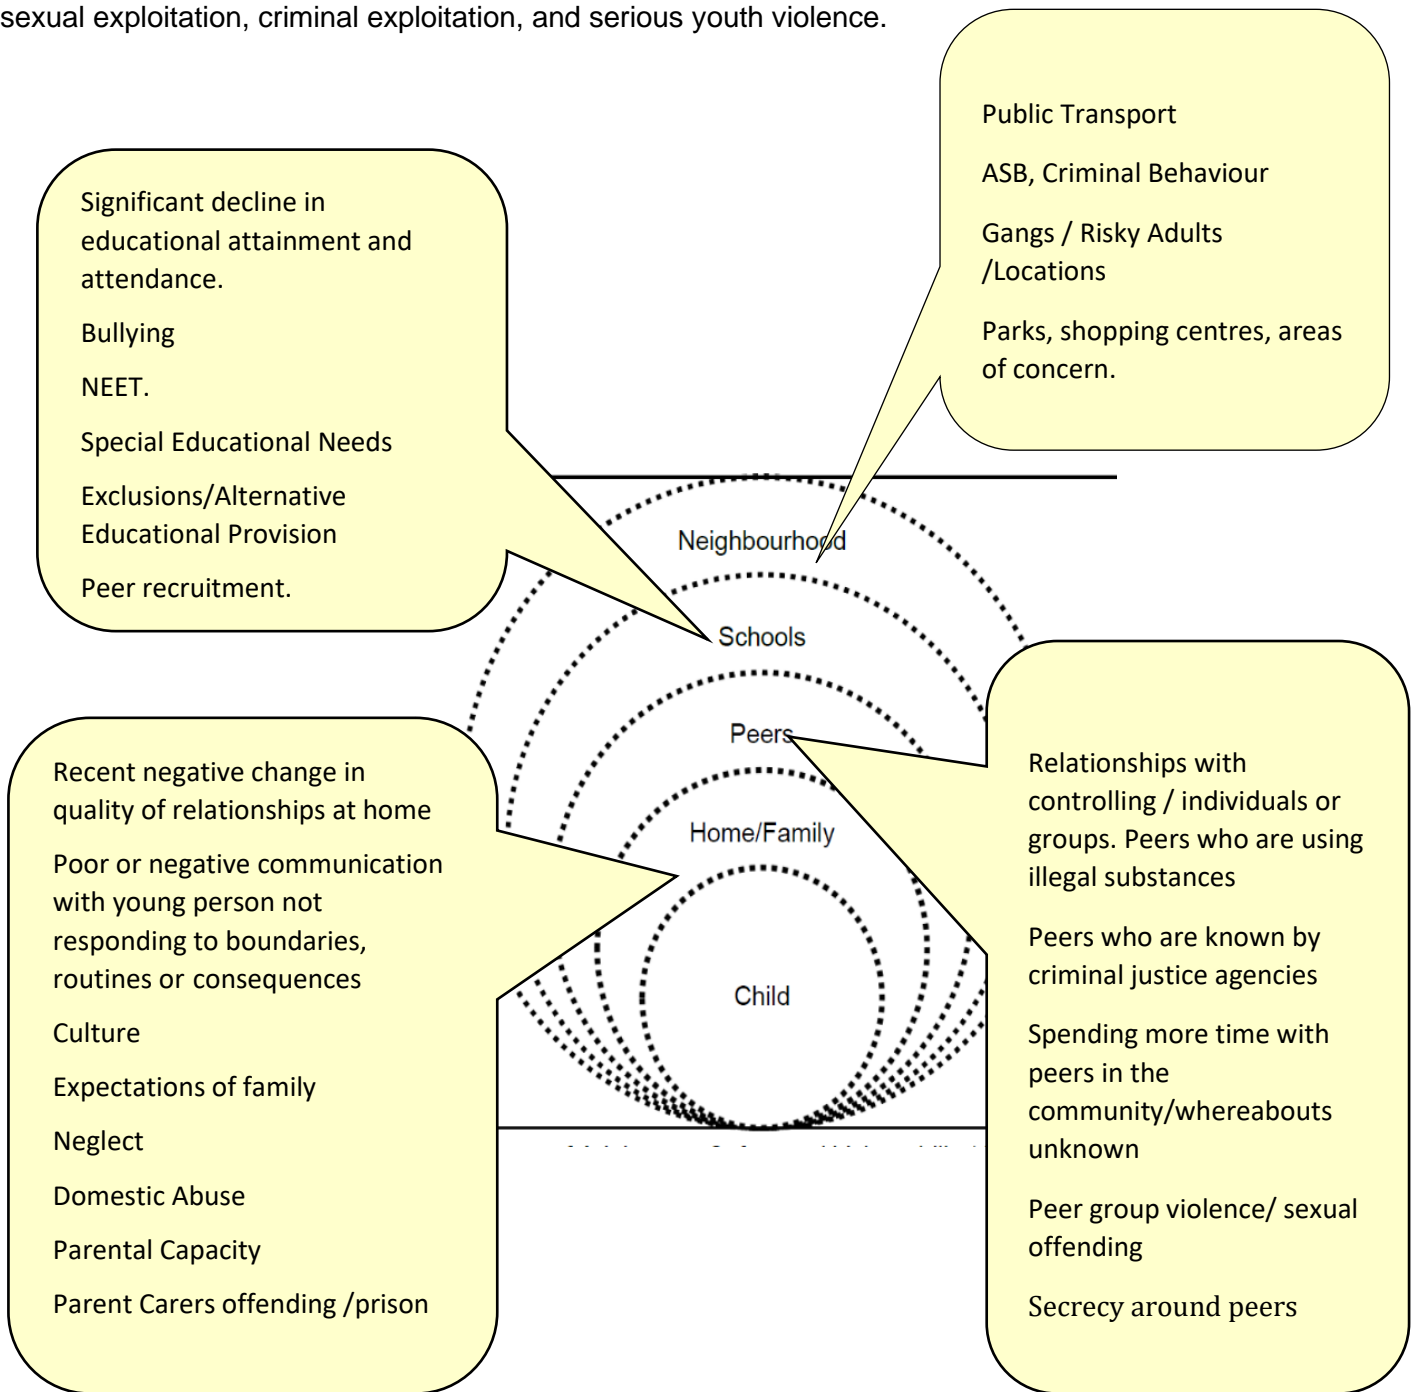 sexual exploitation, criminal exploitation, and serious youth violence.
Public Transport
ASB, Criminal Behaviour
Gangs / Risky Adults
/Locations
Parks, shopping centres, areas
of concern.
Significant decline in
educational attainment and
attendance.
Bullying
NEET.
Special Educational Needs
Exclusions/Alternative
Educational Provision
Peer recruitment.
Neighbourhood
Schools
Peers
Home/Family
Child
Recent negative change in
quality of relationships at home
Poor or negative communication
with young person not
responding to boundaries,
routines or consequences
Culture
Expectations of family
Neglect
Domestic Abuse
Parental Capacity
Parent Carers offending /prison
Relationships with
controlling / individuals or
groups. Peers who are using
illegal substances
Peers who are known by
criminal justice agencies
Spending more time with
peers in the
community/whereabouts
unknown
Peer group violence/ sexual
offending
Secrecy around peers